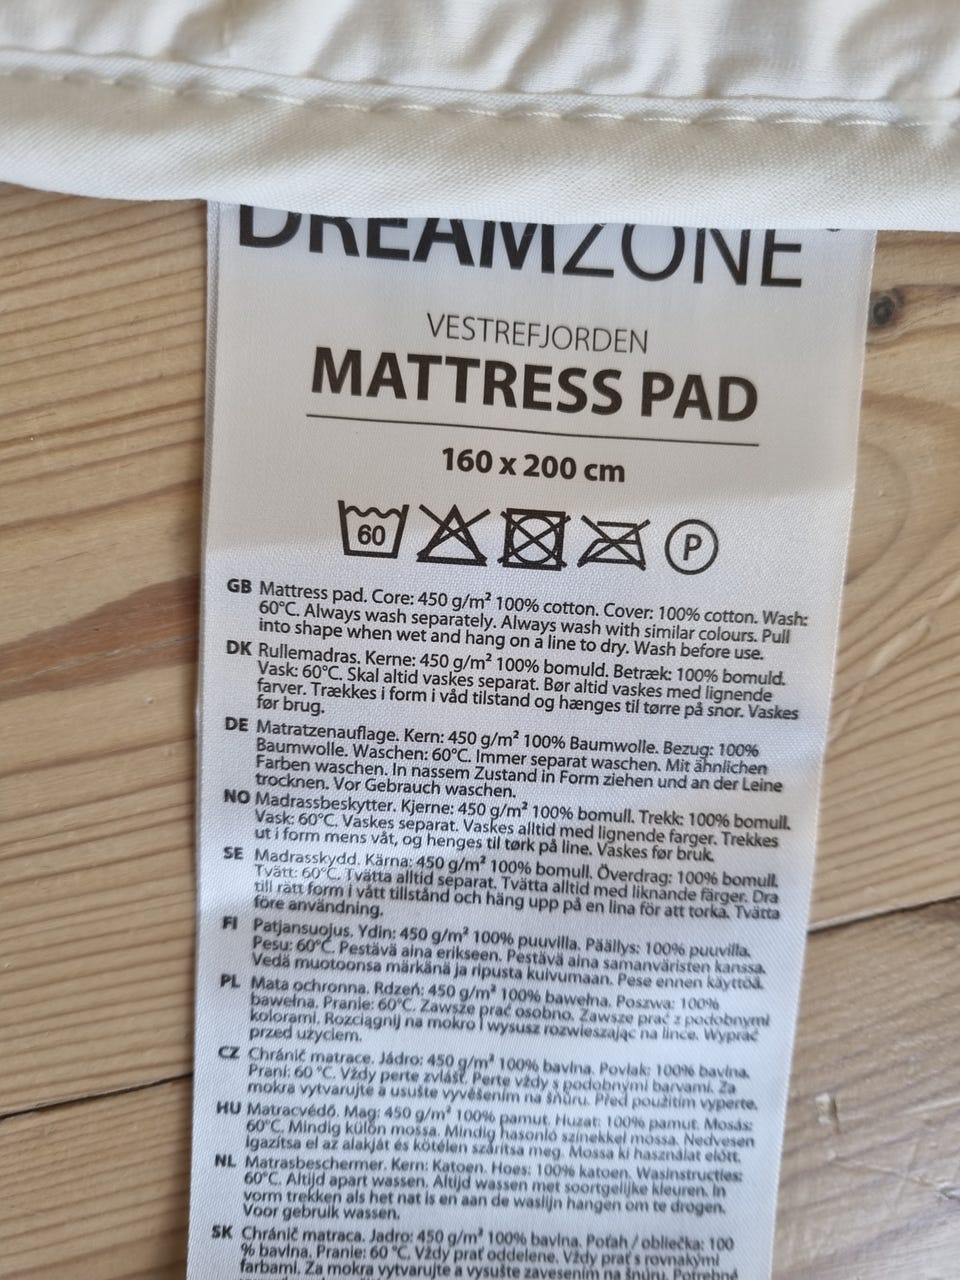 DREAMZONE
VESTREFJORDEN
MATTRESS PAD
160 x 200 cm
60 P
GB Mattress pad. Core: 450 g/m² 100% cotton. Cover: 100% cotton. Wash:
60°C. Always wash separately. Always wash with similar colours. Pull
into shape when wet and hang on a line to dry. Wash before use.
DK Rullemadras. Kerne: 450 g/m² 100% bomuld. Betræk: 100% bomuld.
Vask: 60°C. Skal altid vaskes separat. Bør altid vaskes med lignende
farver. Trækkes i form i våd tilstand og hænges til tørre på snor. Vaskes
før brug.
DE Matratzenauflage. Kern: 450 g/m² 100% Baumwolle. Bezug: 100%
Baumwolle. Waschen: 60°C. Immer separat waschen. Mit ähnlichen
Farben waschen. In nassem Zustand in Form ziehen und an der Leine
trocknen. Vor Gebrauch waschen.
NO Madrassbeskytter. Kjerne: 450 g/m² 100% bomull. Trekk: 100% bomull.
Vask: 60°C. Vaskes separat. Vaskes alltid med lignende farger. Trekkes
ut i form mens våt, og henges til tørk på line. Vaskes før bruk.
SE Madrasskydd. Kärna: 450 g/m² 100% bomull. Överdrag: 100% bomull.
Tvätt: 60°C. Tvätta alltid separat. Tvätta alltid med liknande färger. Dra
till rätt form i vått tillstånd och häng upp på en lina för att torka. Tvätta
före användning.
FI Patjansuojus. Ydin: 450 g/m² 100% puuvilla. Päällys: 100% puuvilla.
Pesu: 60°C. Pestävä aina erikseen. Pestävä aina samanväristen kanssa.
Vedä muotoonsa märkänä ja ripusta kuivumaan. Pese ennen käyttöä.
PL Mata ochronna. Rdzeń: 450 g/m² 100% bawełna. Poszwa: 100%
bawełna. Pranie: 60°C. Zawsze prać osobno. Zawsze prać z podobnymi
kolorami. Rozciągnij na mokro i wysusz rozwieszając na lince. Wyprać
przed użyciem.
CZ Chránič matrace. Jádro: 450 g/m² 100% bavlna. Povlak: 100% bavlna.
Praní: 60 °C. Vždy perte zvlášť. Perte vždy s podobnými barvami. Za
mokra vytvarujte a usušte vyvěšením na šňůru. Před použitím vyperte.
HU Matracvédő. Mag: 450 g/m² 100% pamut. Huzat: 100% pamut. Mosás:
60°C. Mindig külön mossa. Mindig hasonló színekkel mossa. Nedvesen
igazítsa el az alakját és kötélen szárítsa meg. Mossa ki használat előtt.
NL Matrasbeschermer. Kern: Katoen. Hoes: 100% katoen. Wasinstructies:
60°C. Altijd apart wassen. Altijd wassen met soortgelijke kleuren. In
vorm trekken als het nat is en aan de waslijn hangen om te drogen.
Voor gebruik wassen.
SK Chránič matraca. Jadro: 450 g/m² 100% bavlna. Poťah / obliečka: 100
% bavlna. Pranie: 60 °C. Vždy prať oddelene. Vždy prať s rovnakými
farbami. Za mokra vytvarujte a vysušte zavesením na šnúru. Potrebné